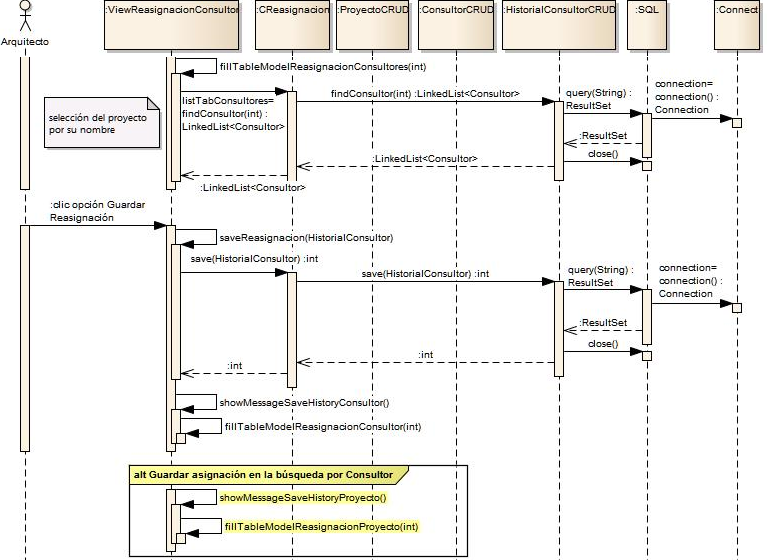 :ViewReasignacionConsultor
:CReasignacion
:ProyectoCRUD
:ConsultorCRUD
:HistorialConsultorCRUD
:SQL
:Connect
Arquitecto
fillTableModelReasignacionConsultores(int)
selección del proyecto
por su nombre
listTabConsultores=
findConsultor(int) :
LinkedList<Consultor>
findConsultor(int) :LinkedList<Consultor>
query(String) :
ResultSet
connection=
connection() :
Connection
:ResultSet
close()
:LinkedList<Consultor>
:LinkedList<Consultor>
:clic opción Guardar
Reasignación
saveReasignacion(HistorialConsultor)
save(HistorialConsultor) :int
save(HistorialConsultor) :int
query(String) :
ResultSet
connection=
connection() :
Connection
:ResultSet
close()
:int
:int
showMessageSaveHistoryConsultor()
fillTableModelReasignacionConsultor(int)
alt Guardar asignación en la búsqueda por Consultor
showMessageSaveHistoryProyecto()
fillTableModelReasignacionProyecto(int)